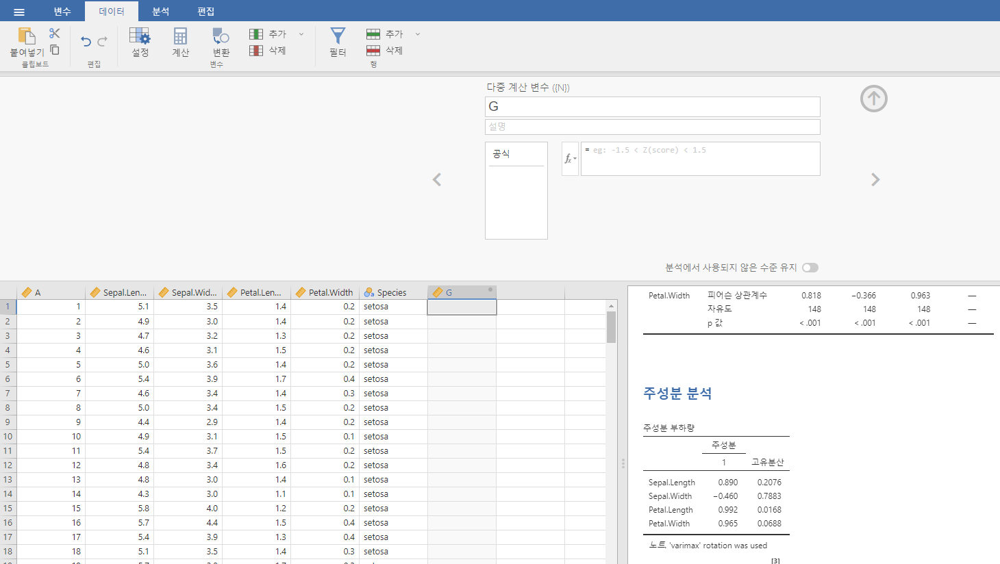 변수 데이터 분석 편집
붙여넣기 설정 계산 변환 추가 삭제 필터 추가 삭제
클립보드 편집 변수 행
다중 계산 변수 ({N})
G
설명
공식
fx = eg: -1.5 < Z(score) < 1.5
분석에서 사용되지 않은 수준 유지
A Sepal.Len... Sepal.Wid... Petal.Len... Petal.Width Species G
1 1 5.1 3.5 1.4 0.2 setosa
2 2 4.9 3.0 1.4 0.2 setosa
3 3 4.7 3.2 1.3 0.2 setosa
4 4 4.6 3.1 1.5 0.2 setosa
5 5 5.0 3.6 1.4 0.2 setosa
6 6 5.4 3.9 1.7 0.4 setosa
7 7 4.6 3.4 1.4 0.3 setosa
8 8 5.0 3.4 1.5 0.2 setosa
9 9 4.4 2.9 1.4 0.2 setosa
10 10 4.9 3.1 1.5 0.1 setosa
11 11 5.4 3.7 1.5 0.2 setosa
12 12 4.8 3.4 1.6 0.2 setosa
13 13 4.8 3.0 1.4 0.1 setosa
14 14 4.3 3.0 1.1 0.1 setosa
15 15 5.8 4.0 1.2 0.2 setosa
16 16 5.7 4.4 1.5 0.4 setosa
17 17 5.4 3.9 1.3 0.4 setosa
18 18 5.1 3.5 1.4 0.3 setosa
Petal.Width 피어슨 상관계수 0.818 −0.366 0.963 —
자유도 148 148 148 —
p 값 < .001 < .001 < .001 —
주성분 분석
주성분 부하량
주성분
1 고유분산
Sepal.Length 0.890 0.2076
Sepal.Width −0.460 0.7883
Petal.Length 0.992 0.0168
Petal.Width 0.965 0.0688
노트. 'varimax' rotation was used
[3]